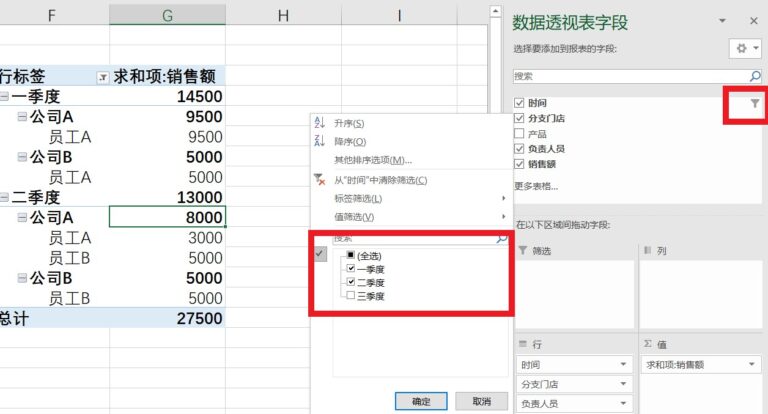 F G H I
行标签 求和项:销售额
一季度 14500
公司A 9500
员工A 9500
公司B 5000
员工A 5000
二季度 13000
公司A 8000
员工A 3000
员工B 5000
公司B 5000
员工B 5000
总计 27500
升序(S)
降序(O)
其他排序选项(M)...
从"时间"中清除筛选(C)
标签筛选(L)
值筛选(V)
搜索
(全选)
一季度
二季度
三季度
确定 取消
数据透视表字段
选择要添加到报表的字段:
搜索
时间
分支门店
产品
负责人员
销售额
更多表格...
在以下区域间拖动字段:
筛选 列
行 Σ 值
时间 求和项:销售额
分支门店
负责人员